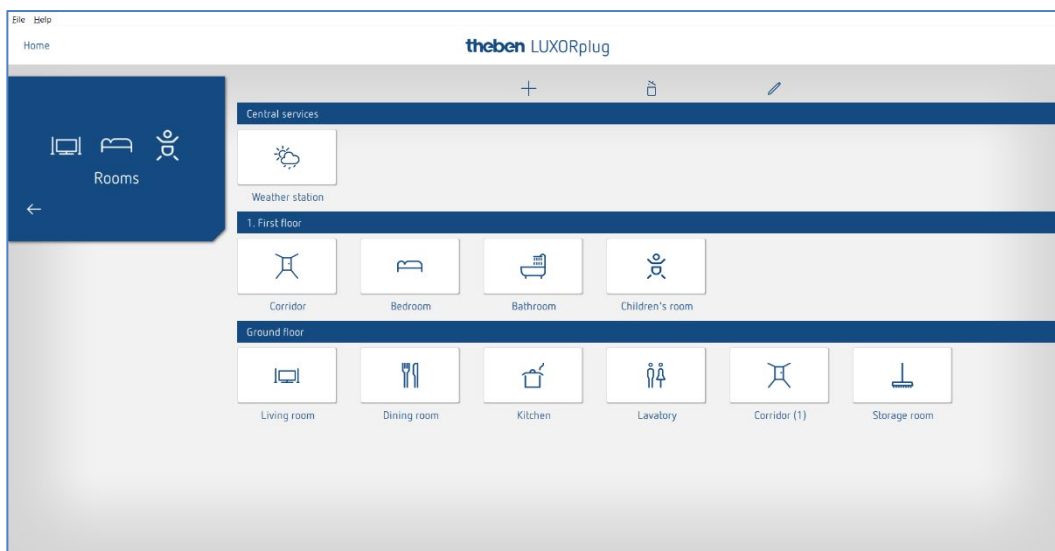 File Help
Home
theben LUXORplug
Rooms
Central services
Weather station
1. First floor
Corridor Bedroom Bathroom Children's room
Ground floor
Living room Dining room Kitchen Lavatory Corridor (1) Storage room